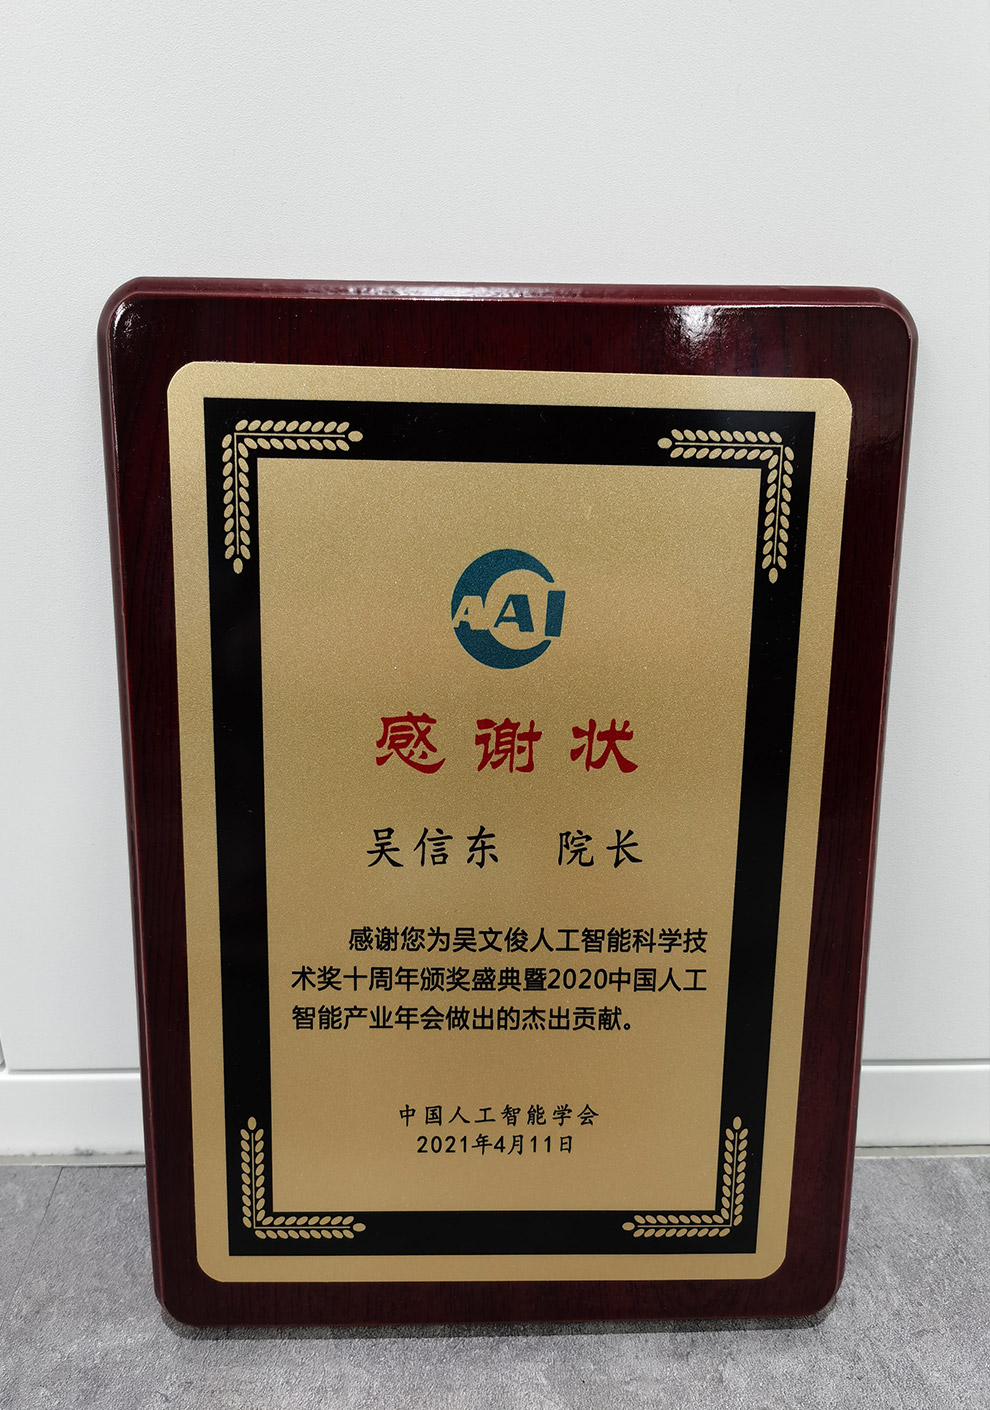 AAI
感谢状
吴信东 院长
感谢您为吴文俊人工智能科学技
术奖十周年颁奖盛典暨2020中国人工
智能产业年会做出的杰出贡献。
中国人工智能学会
2021年4月11日